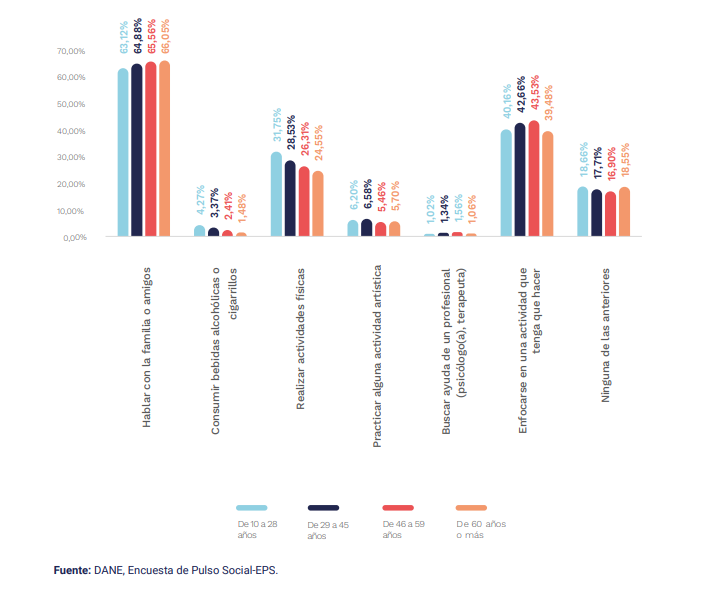 70,00%
60,00%
50,00%
40,00%
30,00%
20,00%
10,00%
0,00%
63,12%
64,88%
65,56%
66,05%
4,27%
3,37%
2,41%
1,48%
31,75%
28,53%
26,31%
24,55%
6,20%
6,58%
5,46%
5,70%
1,02%
1,34%
1,56%
1,06%
40,16%
42,66%
43,53%
39,48%
18,66%
17,71%
16,90%
18,55%
Hablar con la familia o amigos
Consumir bebidas alcohólicas o
cigarrillos
Realizar actividades físicas
Practicar alguna actividad artística
Buscar ayuda de un profesional
(psicólogo(a), terapeuta)
Enfocarse en una actividad que
tenga que hacer
Ninguna de las anteriores
De 10 a 28
años
De 29 a 45
años
De 46 a 59
años
De 60 años
o más
Fuente: DANE, Encuesta de Pulso Social-EPS.